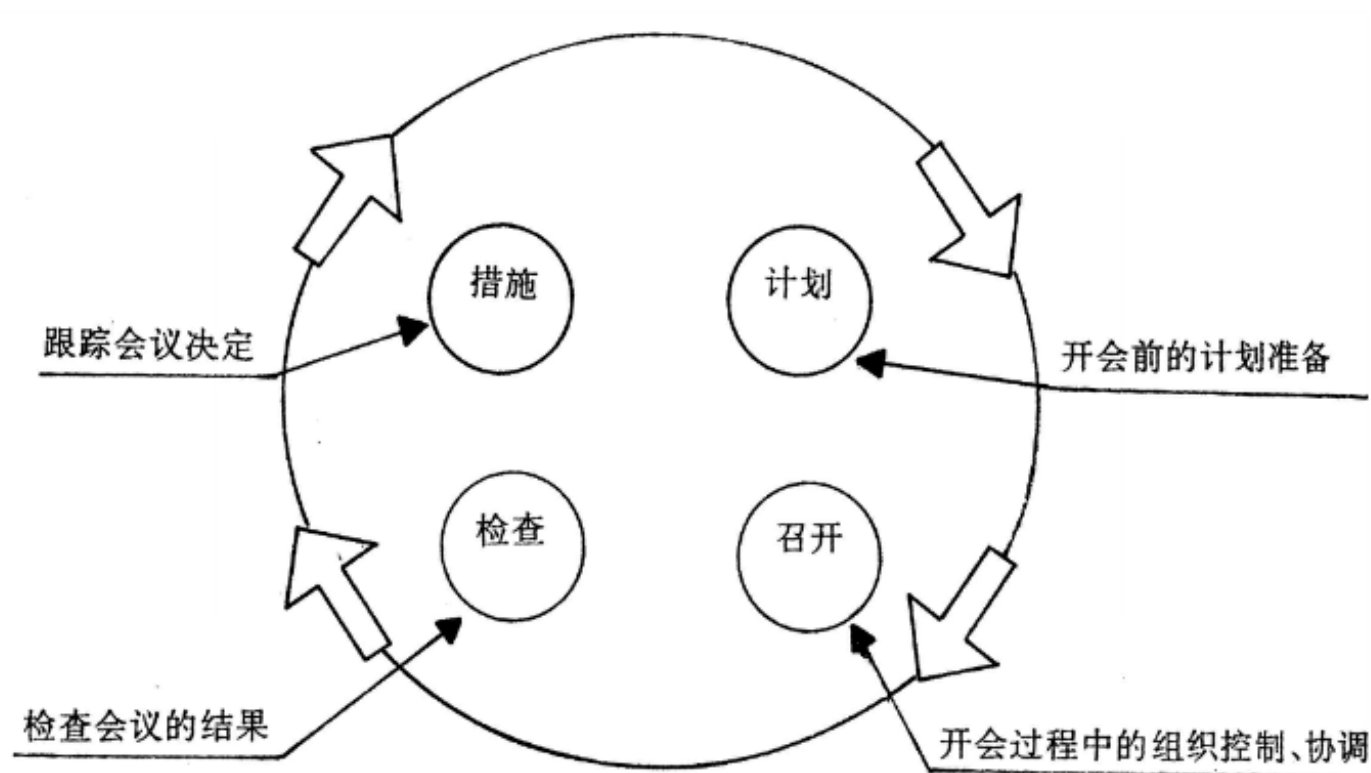 措施
计划
跟踪会议决定
开会前的计划准备
检查
召开
检查会议的结果
开会过程中的组织控制、协调